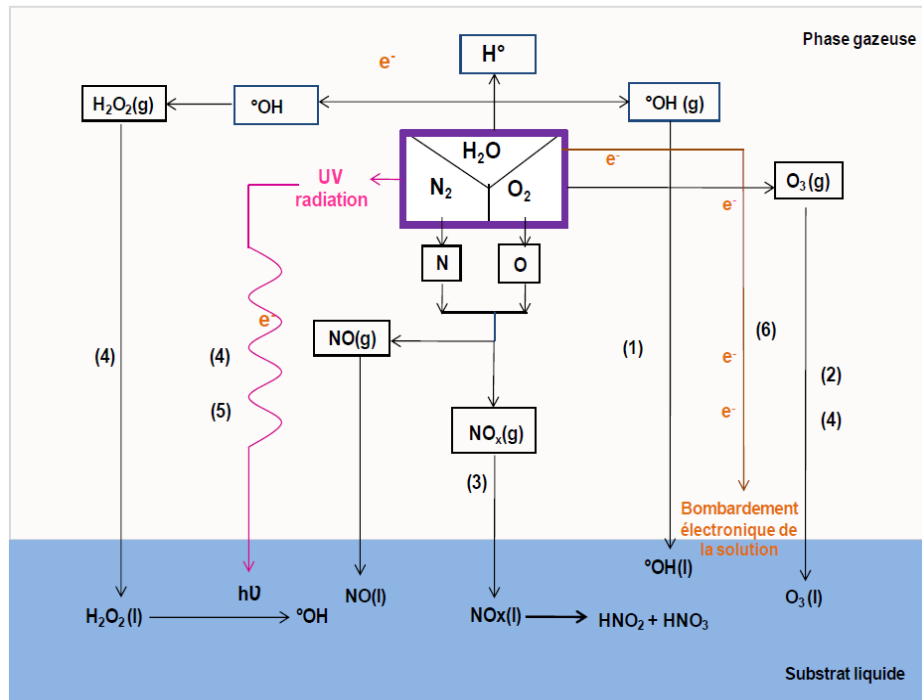 Phase gazeuse
H°
e-
H₂O₂(g)
°OH
°OH (g)
H₂O
N₂
O₂
e-
UV
radiation
O₃(g)
e-
N
O
e-
NO(g)
(4)
(4)
(5)
(1)
(6)
e-
(2)
(4)
e-
NOₓ(g)
(3)
Bombardement
électronique de
la solution
°OH(l)
hυ
NO(l)
O₃(l)
H₂O₂(l)
°OH
NOx(l)
HNO₂ + HNO₃
Substrat liquide